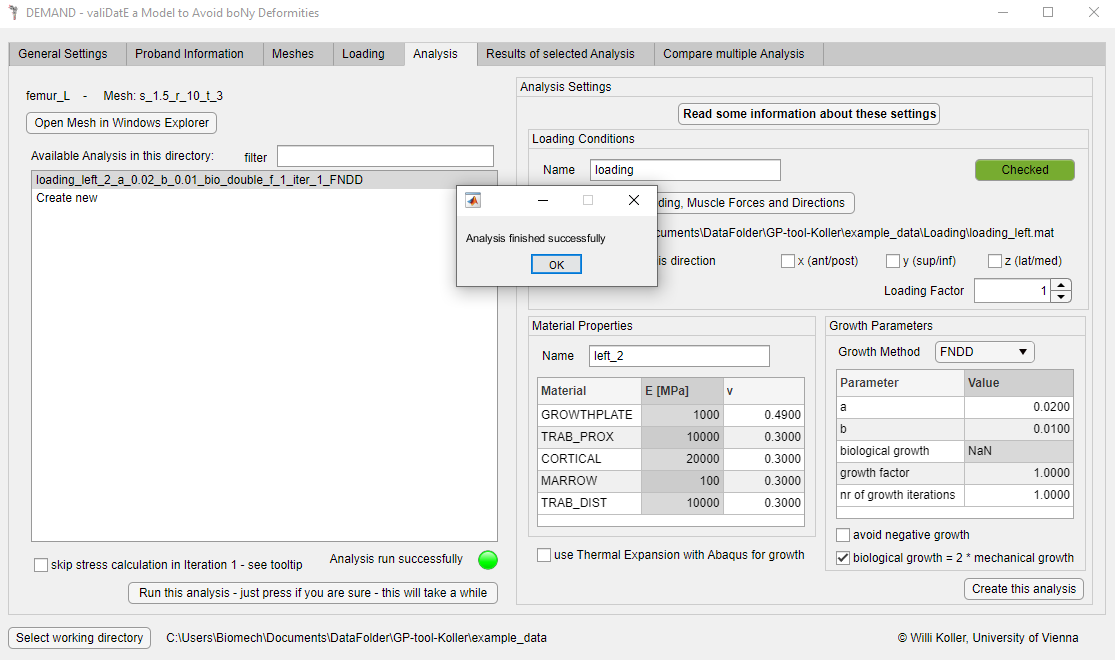 DEMAND - valiDatE a Model to Avoid boNy Deformities
General Settings Proband Information Meshes Loading Analysis Results of selected Analysis Compare multiple Analysis
femur_L - Mesh: s_1.5_r_10_t_3
Open Mesh in Windows Explorer
Available Analysis in this directory: filter
loading_left_2_a_0.02_b_0.01_bio_double_f_1_iter_1_FNDD
Create new
skip stress calculation in Iteration 1 - see tooltip
Analysis run successfully
Run this analysis - just press if you are sure - this will take a while
Analysis finished successfully
OK
Analysis Settings
Read some information about these settings
Loading Conditions
Name loading Checked
ding, Muscle Forces and Directions
cuments\DataFolder\GP-tool-Koller\example_data\Loading\loading_left.mat
is direction x (ant/post) y (sup/inf) z (lat/med)
Loading Factor 1
Material Properties
Name left_2
Material E [MPa] v
GROWTHPLATE 1000 0.4900
TRAB_PROX 10000 0.3000
CORTICAL 20000 0.3000
MARROW 100 0.3000
TRAB_DIST 10000 0.3000
use Thermal Expansion with Abaqus for growth
Growth Parameters
Growth Method FNDD
Parameter Value
a 0.0200
b 0.0100
biological growth NaN
growth factor 1.0000
nr of growth iterations 1.0000
avoid negative growth
biological growth = 2 * mechanical growth
Create this analysis
Select working directory C:\Users\Biomech\Documents\DataFolder\GP-tool-Koller\example_data
© Willi Koller, University of Vienna